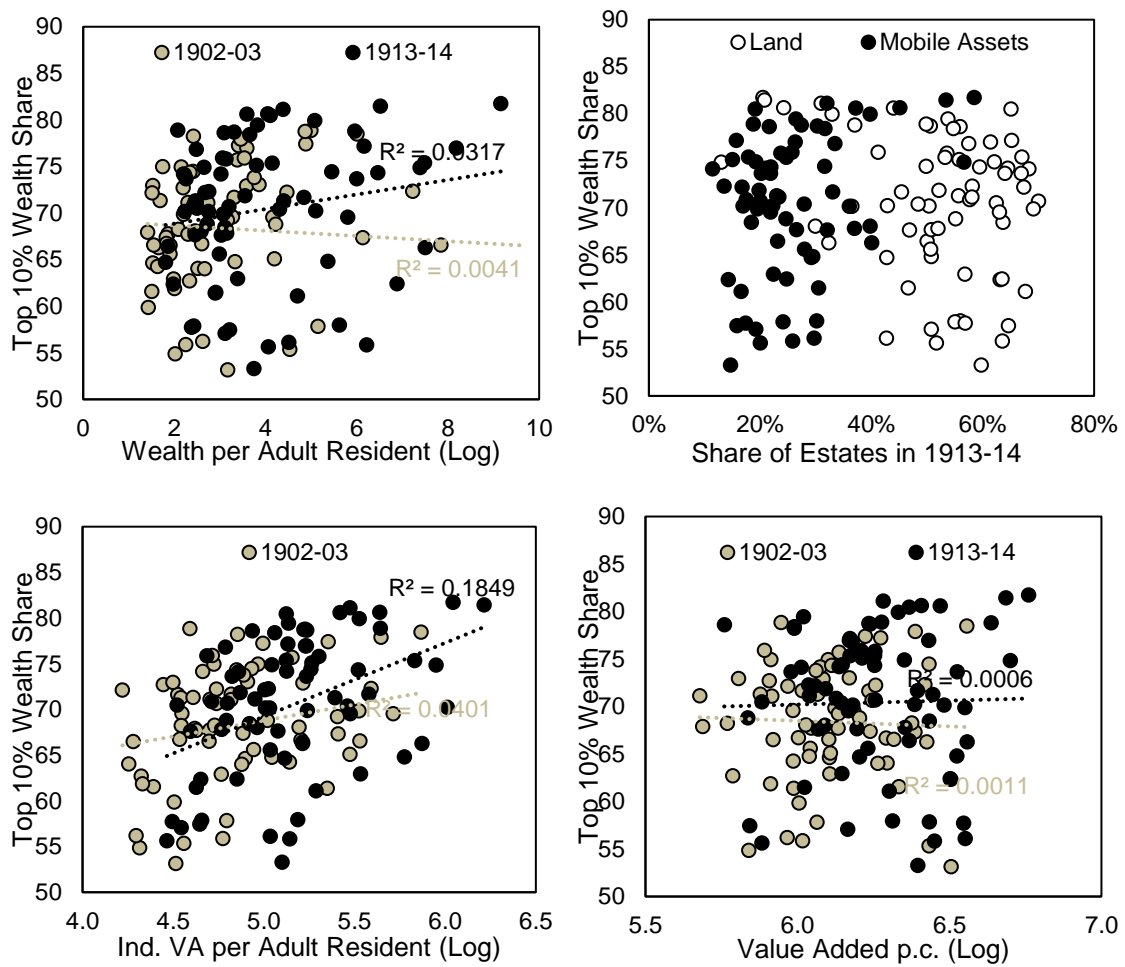 90
85
80
75
70
65
60
55
50
Top 10% Wealth Share
1902-03 1913-14
R² = 0.0317
R² = 0.0041
0 2 4 6 8 10
Wealth per Adult Resident (Log)
90
85
80
75
70
65
60
55
50
Top 10% Wealth Share
Land Mobile Assets
0% 20% 40% 60% 80%
Share of Estates in 1913-14
90
85
80
75
70
65
60
55
50
Top 10% Wealth Share
1902-03
R² = 0.1849
R² = 0.0401
4.0 4.5 5.0 5.5 6.0 6.5
Ind. VA per Adult Resident (Log)
90
85
80
75
70
65
60
55
50
Top 10% Wealth Share
1902-03 1913-14
R² = 0.0006
R² = 0.0011
5.5 6.0 6.5 7.0
Value Added p.c. (Log)